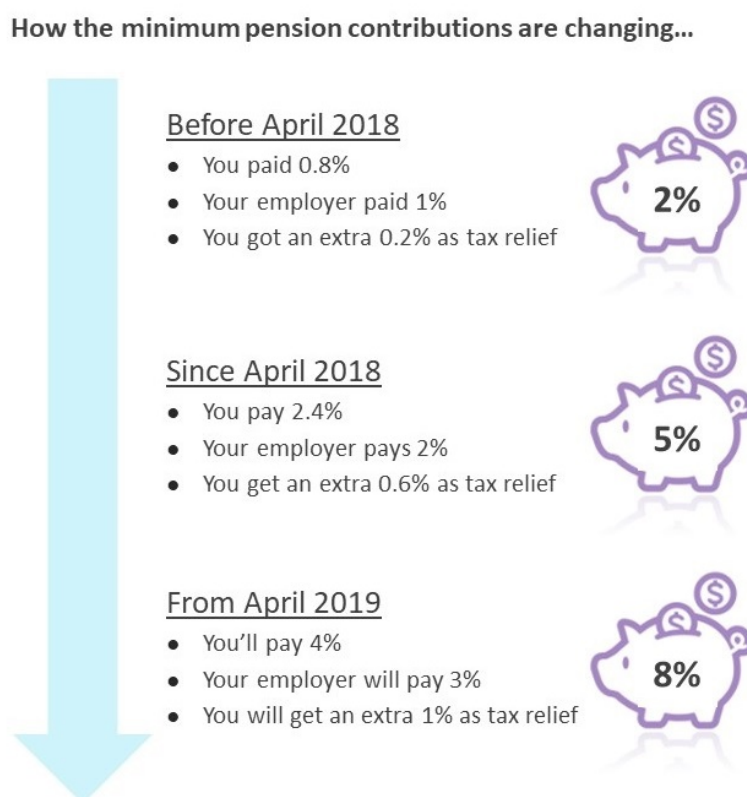 How the minimum pension contributions are changing...
Before April 2018
● You paid 0.8%
● Your employer paid 1%
● You got an extra 0.2% as tax relief
$
$
2%
Since April 2018
● You pay 2.4%
● Your employer pays 2%
● You get an extra 0.6% as tax relief
$
$
5%
From April 2019
● You’ll pay 4%
● Your employer will pay 3%
● You will get an extra 1% as tax relief
$
$
8%